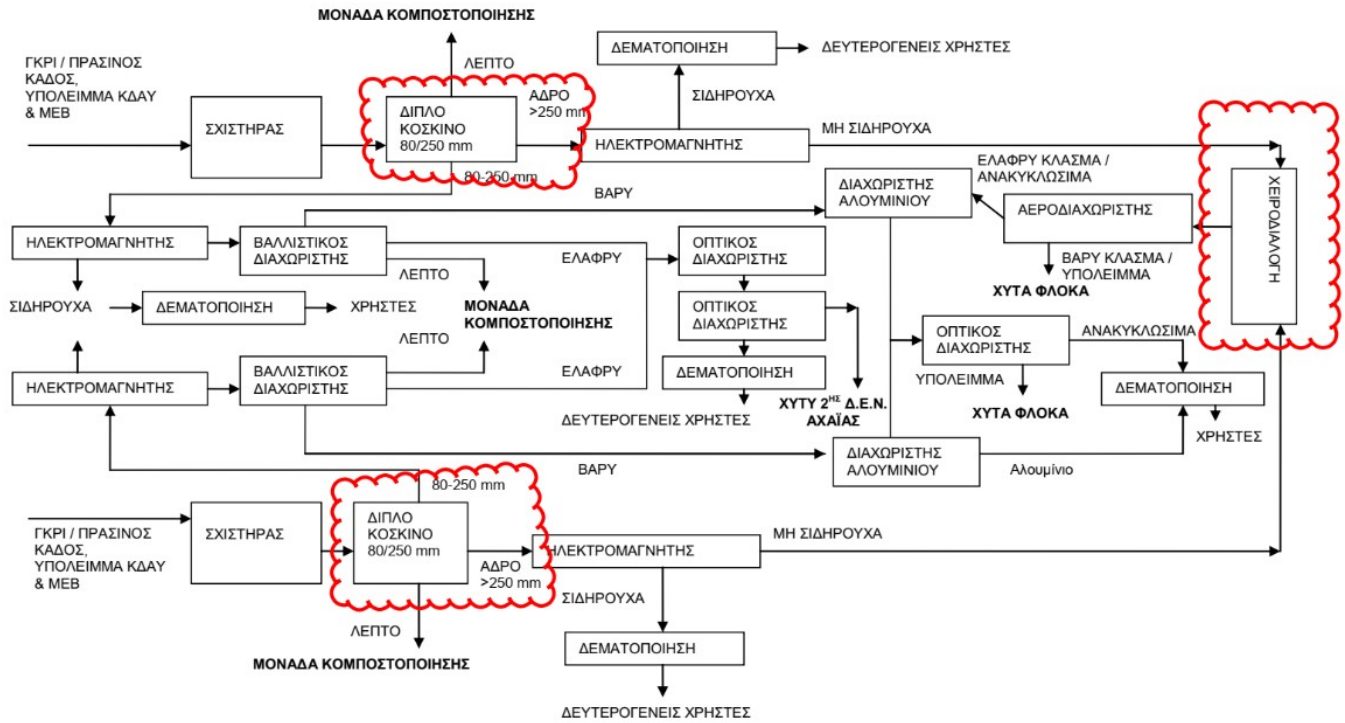 ΜΟΝΑΔΑ ΚΟΜΠΟΣΤΟΠΟΙΗΣΗΣ
ΓΚΡΙ / ΠΡΑΣΙΝΟΣ
ΚΑΔΟΣ,
ΥΠΟΛΕΙΜΜΑ ΚΔΑΥ
& ΜΕΒ
ΣΧΙΣΤΗΡΑΣ
ΛΕΠΤΟ
ΔΙΠΛΟ
ΚΟΣΚΙΝΟ
80/250 mm
ΑΔΡΟ
>250 mm
80-250 mm
ΔΕΜΑΤΟΠΟΙΗΣΗ
ΔΕΥΤΕΡΟΓΕΝΕΙΣ ΧΡΗΣΤΕΣ
ΣΙΔΗΡΟΥΧΑ
ΗΛΕΚΤΡΟΜΑΓΝΗΤΗΣ
ΜΗ ΣΙΔΗΡΟΥΧΑ
ΧΕΙΡΟΔΙΑΛΟΓΗ
ΒΑΡΥ
ΔΙΑΧΩΡΙΣΤΗΣ
ΑΛΟΥΜΙΝΙΟΥ
ΕΛΑΦΡΥ ΚΛΑΣΜΑ /
ΑΝΑΚΥΚΛΩΣΙΜΑ
ΑΕΡΟΔΙΑΧΩΡΙΣΤΗΣ
ΒΑΡΥ ΚΛΑΣΜΑ /
ΥΠΟΛΕΙΜΜΑ
ΧΥΤΑ ΦΛΟΚΑ
ΗΛΕΚΤΡΟΜΑΓΝΗΤΗΣ
ΒΑΛΛΙΣΤΙΚΟΣ
ΔΙΑΧΩΡΙΣΤΗΣ
ΛΕΠΤΟ
ΕΛΑΦΡΥ
ΟΠΤΙΚΟΣ
ΔΙΑΧΩΡΙΣΤΗΣ
ΣΙΔΗΡΟΥΧΑ
ΔΕΜΑΤΟΠΟΙΗΣΗ
ΧΡΗΣΤΕΣ
ΜΟΝΑΔΑ
ΚΟΜΠΟΣΤΟΠΟΙΗΣΗΣ
ΟΠΤΙΚΟΣ
ΔΙΑΧΩΡΙΣΤΗΣ
ΛΕΠΤΟ
ΗΛΕΚΤΡΟΜΑΓΝΗΤΗΣ
ΒΑΛΛΙΣΤΙΚΟΣ
ΔΙΑΧΩΡΙΣΤΗΣ
ΕΛΑΦΡΥ
ΔΕΜΑΤΟΠΟΙΗΣΗ
ΔΕΥΤΕΡΟΓΕΝΕΙΣ ΧΡΗΣΤΕΣ
ΧΥΤΥ 2ΗΣ Δ.Ε.Ν.
ΑΧΑΪΑΣ
ΟΠΤΙΚΟΣ
ΔΙΑΧΩΡΙΣΤΗΣ
ΑΝΑΚΥΚΛΩΣΙΜΑ
ΥΠΟΛΕΙΜΜΑ
ΧΥΤΑ ΦΛΟΚΑ
ΔΕΜΑΤΟΠΟΙΗΣΗ
ΧΡΗΣΤΕΣ
ΒΑΡΥ
ΔΙΑΧΩΡΙΣΤΗΣ
ΑΛΟΥΜΙΝΙΟΥ
Αλουμίνιο
80-250 mm
ΓΚΡΙ / ΠΡΑΣΙΝΟΣ
ΚΑΔΟΣ,
ΥΠΟΛΕΙΜΜΑ ΚΔΑΥ
& ΜΕΒ
ΣΧΙΣΤΗΡΑΣ
ΔΙΠΛΟ
ΚΟΣΚΙΝΟ
80/250 mm
ΑΔΡΟ
>250 mm
ΗΛΕΚΤΡΟΜΑΓΝΗΤΗΣ
ΜΗ ΣΙΔΗΡΟΥΧΑ
ΣΙΔΗΡΟΥΧΑ
ΛΕΠΤΟ
ΜΟΝΑΔΑ ΚΟΜΠΟΣΤΟΠΟΙΗΣΗΣ
ΔΕΜΑΤΟΠΟΙΗΣΗ
ΔΕΥΤΕΡΟΓΕΝΕΙΣ ΧΡΗΣΤΕΣ